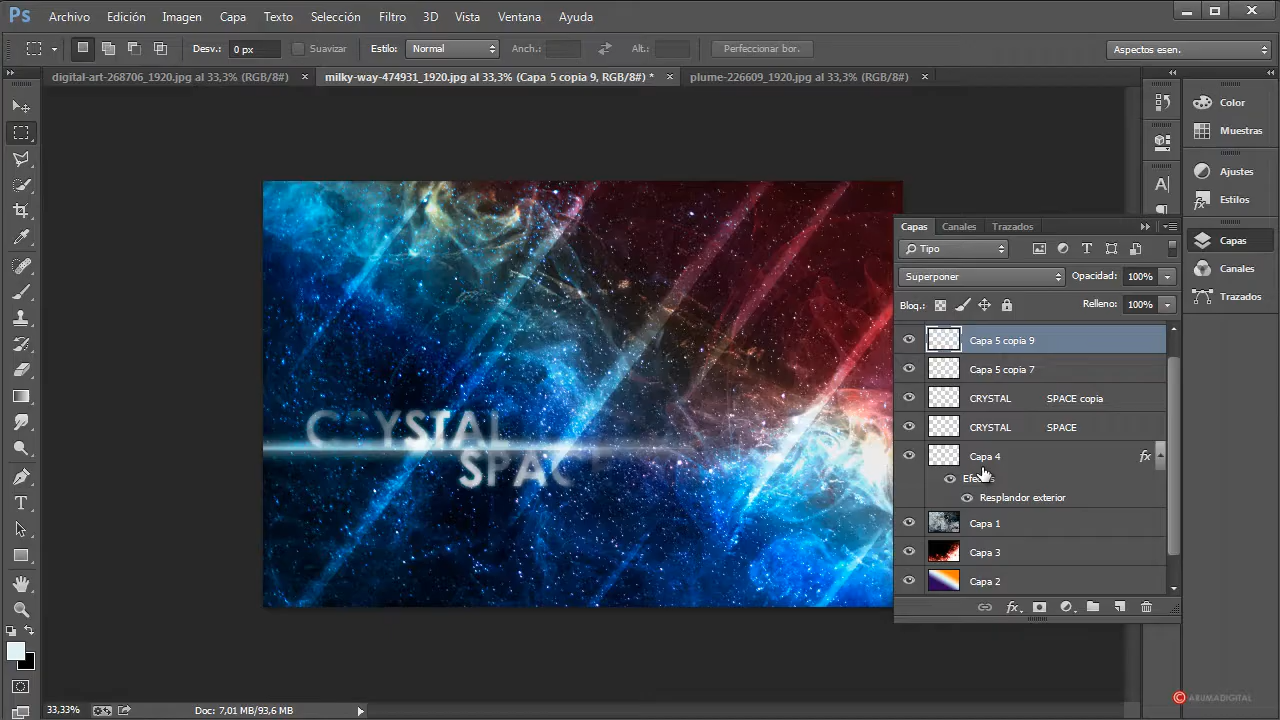 Ps Archivo Edición Imagen Capa Texto Selección Filtro 3D Vista Ventana Ayuda
Desv.: 0 px Suavizar Estilo: Normal Anch.: Alt.: Perfeccionar bor. Aspectos esen.
digital-art-268706_1920.jpg al 33,3% (RGB/8#) × milky-way-474931_1920.jpg al 33,3% (Capa 5 copia 9, RGB/8#) * × plume-226609_1920.jpg al 33,3% (RGB/8#) ×
Color
Muestras
Ajustes
Estilos
Capas
Canales
Trazados
Capas Canales Trazados
Tipo
Superponer Opacidad: 100%
Bloq.: Relleno: 100%
Capa 5 copia 9
Capa 5 copia 7
CRYSTAL SPACE copia
CRYSTAL SPACE
Capa 4 fx
Resplandor exterior
Capa 1
Capa 3
Capa 2
fx
CRYSTAL
SPAC
33,33% Doc: 7,01 MB/93,6 MB
© ARUMADIGITAL